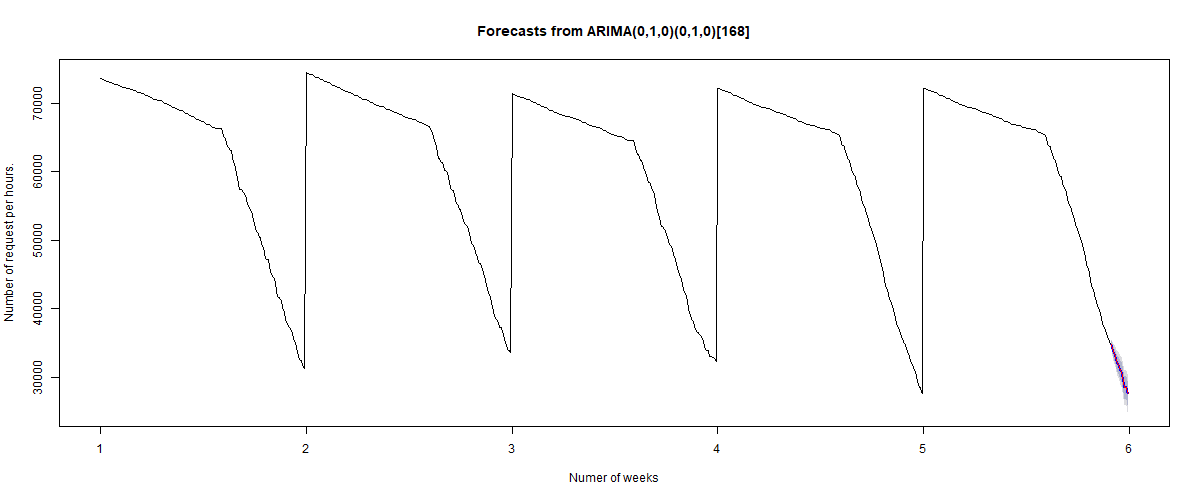 Forecasts from ARIMA(0,1,0)(0,1,0)[168]
Number of request per hours.
70000
60000
50000
40000
30000
1 2 3 4 5 6
Numer of weeks